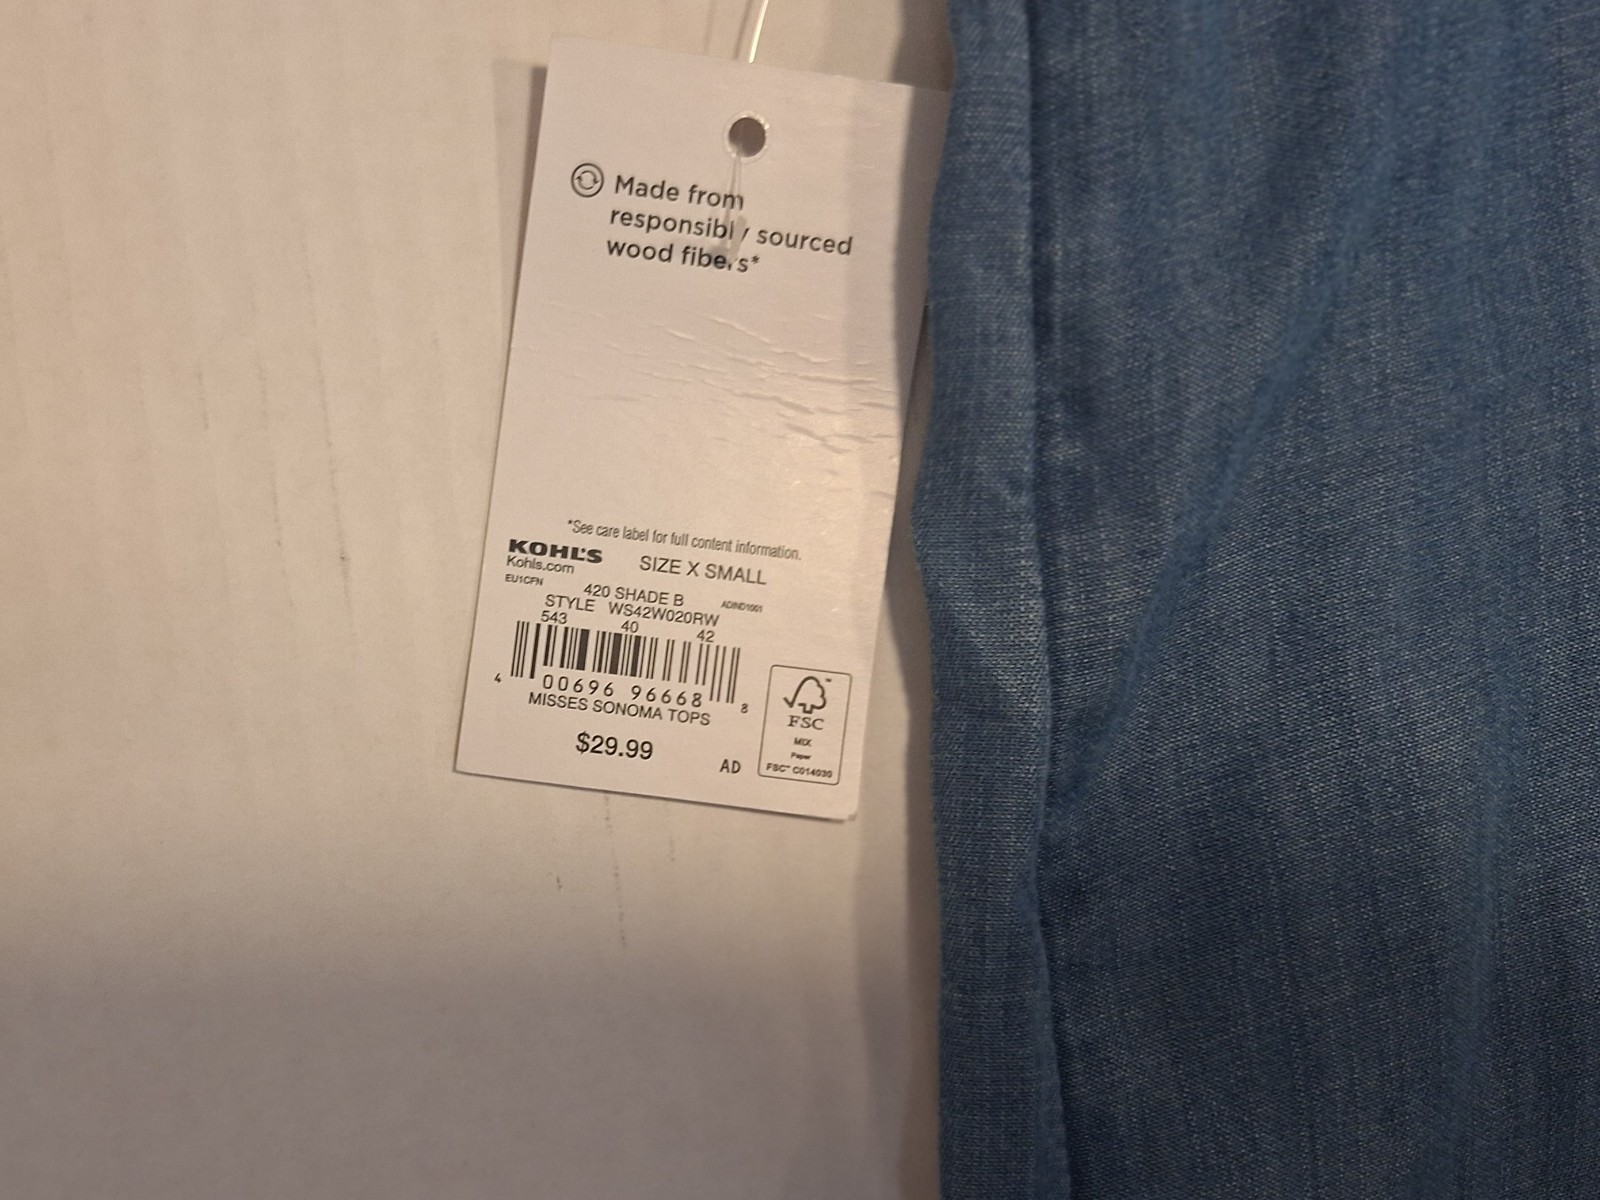 Made from
responsibly sourced
wood fibers*
*See care label for full content information.
KOHL'S
Kohls.com
SIZE X SMALL
EU1CFN
420 SHADE B
ADIND1001
STYLE WS42W020RW
543 40 42
4 00696 96668 8
MISSES SONOMA TOPS
$29.99
AD
FSC
MIX
Paper
FSC™ C014030